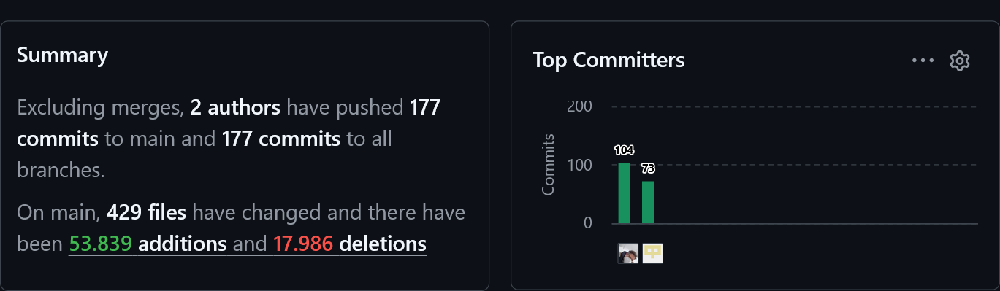 Summary
Excluding merges, 2 authors have pushed 177
commits to main and 177 commits to all
branches.
On main, 429 files have changed and there have
been 53.839 additions and 17.986 deletions
Top Committers
200
100
0
Commits
104
73